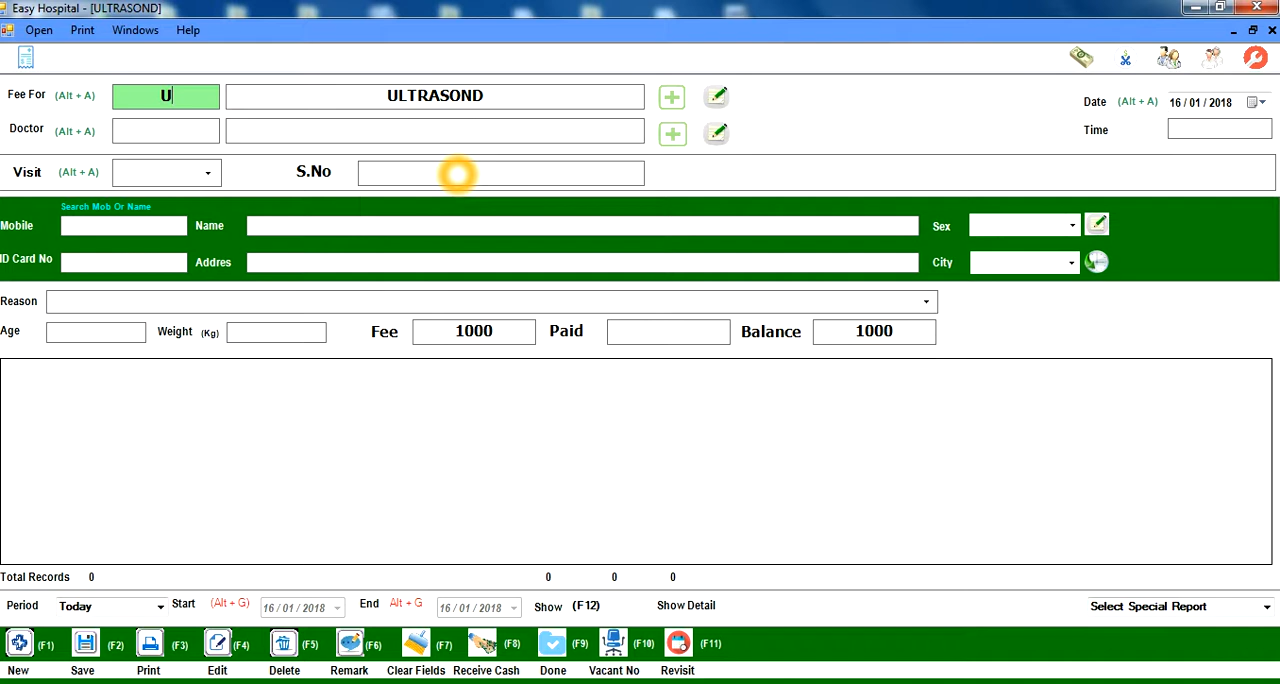 Easy Hospital - [ULTRASOND]
Open Print Windows Help
Fee For (Alt + A) U ULTRASOND Date (Alt + A) 16 / 01 / 2018
Doctor (Alt + A) Time
Visit (Alt + A) S.No
Search Mob Or Name
Mobile Name Sex
ID Card No Addres City
Reason
Age Weight (Kg) Fee 1000 Paid Balance 1000
Total Records 0 0 0 0
Period Today Start (Alt + G) 16 / 01 / 2018 End Alt + G 16 / 01 / 2018 Show (F12) Show Detail Select Special Report
(F1) (F2) (F3) (F4) (F5) (F6) (F7) (F8) (F9) (F10) (F11)
New Save Print Edit Delete Remark Clear Fields Receive Cash Done Vacant No Revisit